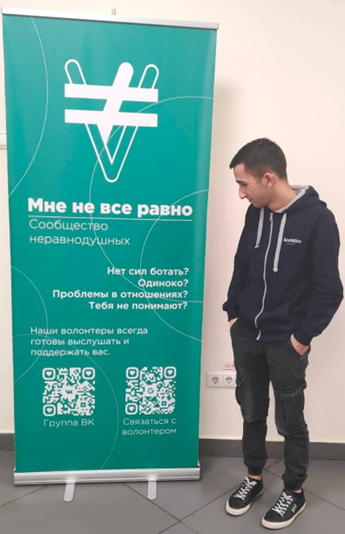 Мне не все равно
Сообщество
неравнодушных
Нет сил ботать?
Одиноко?
Проблемы в отношениях?
Тебя не понимают?
Наши волонтеры всегда
готовы выслушать и
поддержать вас.
Группа ВК
Связаться с
волонтером